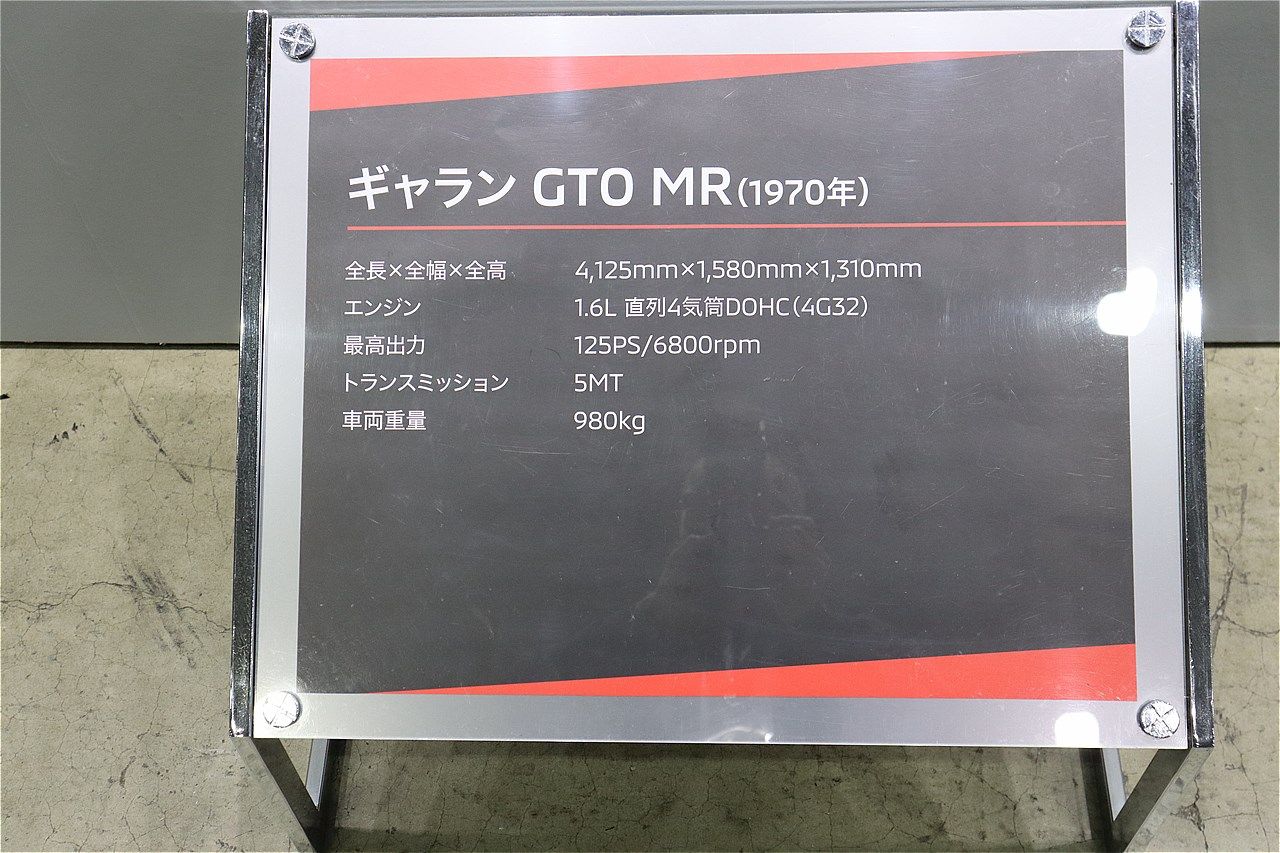 ギャラン GTO MR(1970年)
全長×全幅×全高 4,125mm×1,580mm×1,310mm
エンジン 1.6L 直列4気筒DOHC(4G32)
最高出力 125PS/6800rpm
トランスミッション 5MT
車両重量 980kg